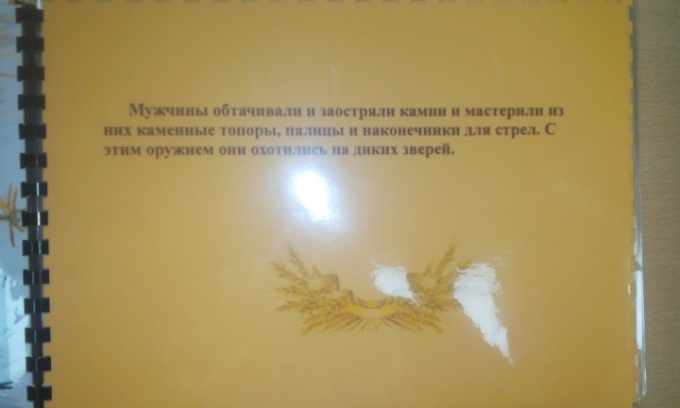 Мужчины обтачивали и заостряли камни и мастерили из
них каменные топоры, палицы и наконечники для стрел. С
этим оружием они охотились на диких зверей.